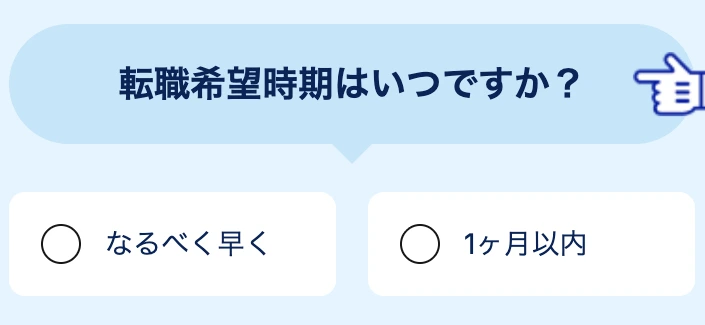 転職希望時期はいつですか？
なるべく早く
1ヶ月以内